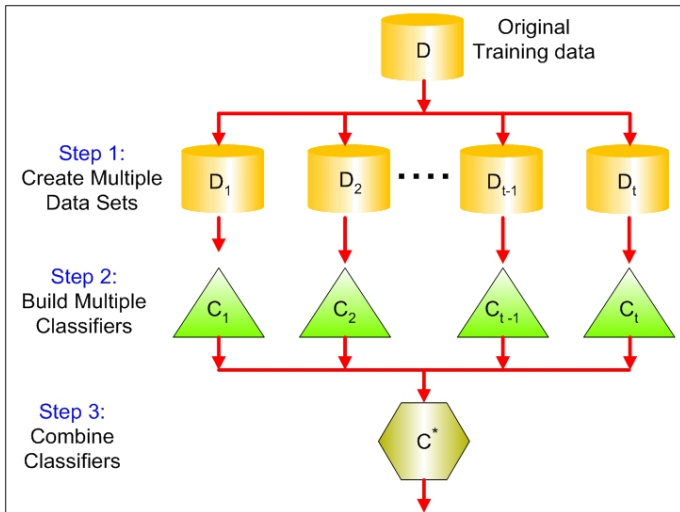 D
Original
Training data
Step 1:
Create Multiple
Data Sets
D₁
D₂
....
Dₜ₋₁
Dₜ
Step 2:
Build Multiple
Classifiers
C₁
C₂
Cₜ ₋₁
Cₜ
Step 3:
Combine
Classifiers
C*